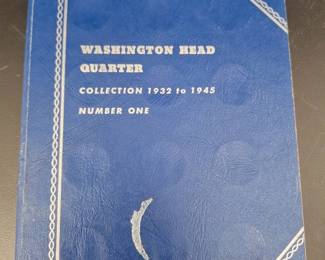 WASHINGTON HEAD
QUARTER
COLLECTION 1932 to 1945
NUMBER ONE